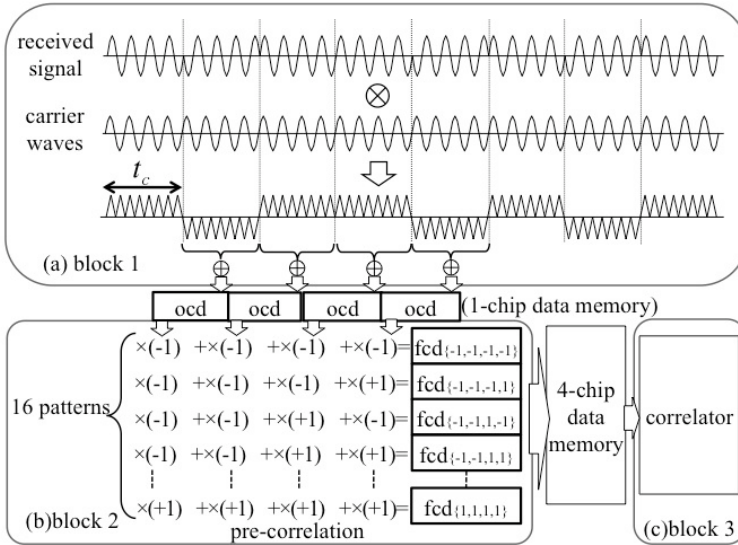 received
signal
⊗
carrier
waves
t_c
(a) block 1
⊕ ⊕ ⊕ ⊕
ocd ocd ocd ocd (1-chip data memory)
×(-1) +×(-1) +×(-1) +×(-1)= fcd{-1,-1,-1,-1}
×(-1) +×(-1) +×(-1) +×(+1)= fcd{-1,-1,-1,1}
16 patterns ×(-1) +×(-1) +×(+1) +×(-1)= fcd{-1,-1,1,-1}
×(-1) +×(-1) +×(+1) +×(+1)= fcd{-1,-1,1,1}
×(+1) +×(+1) +×(+1) +×(+1)= fcd{1,1,1,1}
(b)block 2
pre-correlation
4-chip
data
memory
correlator
(c)block 3